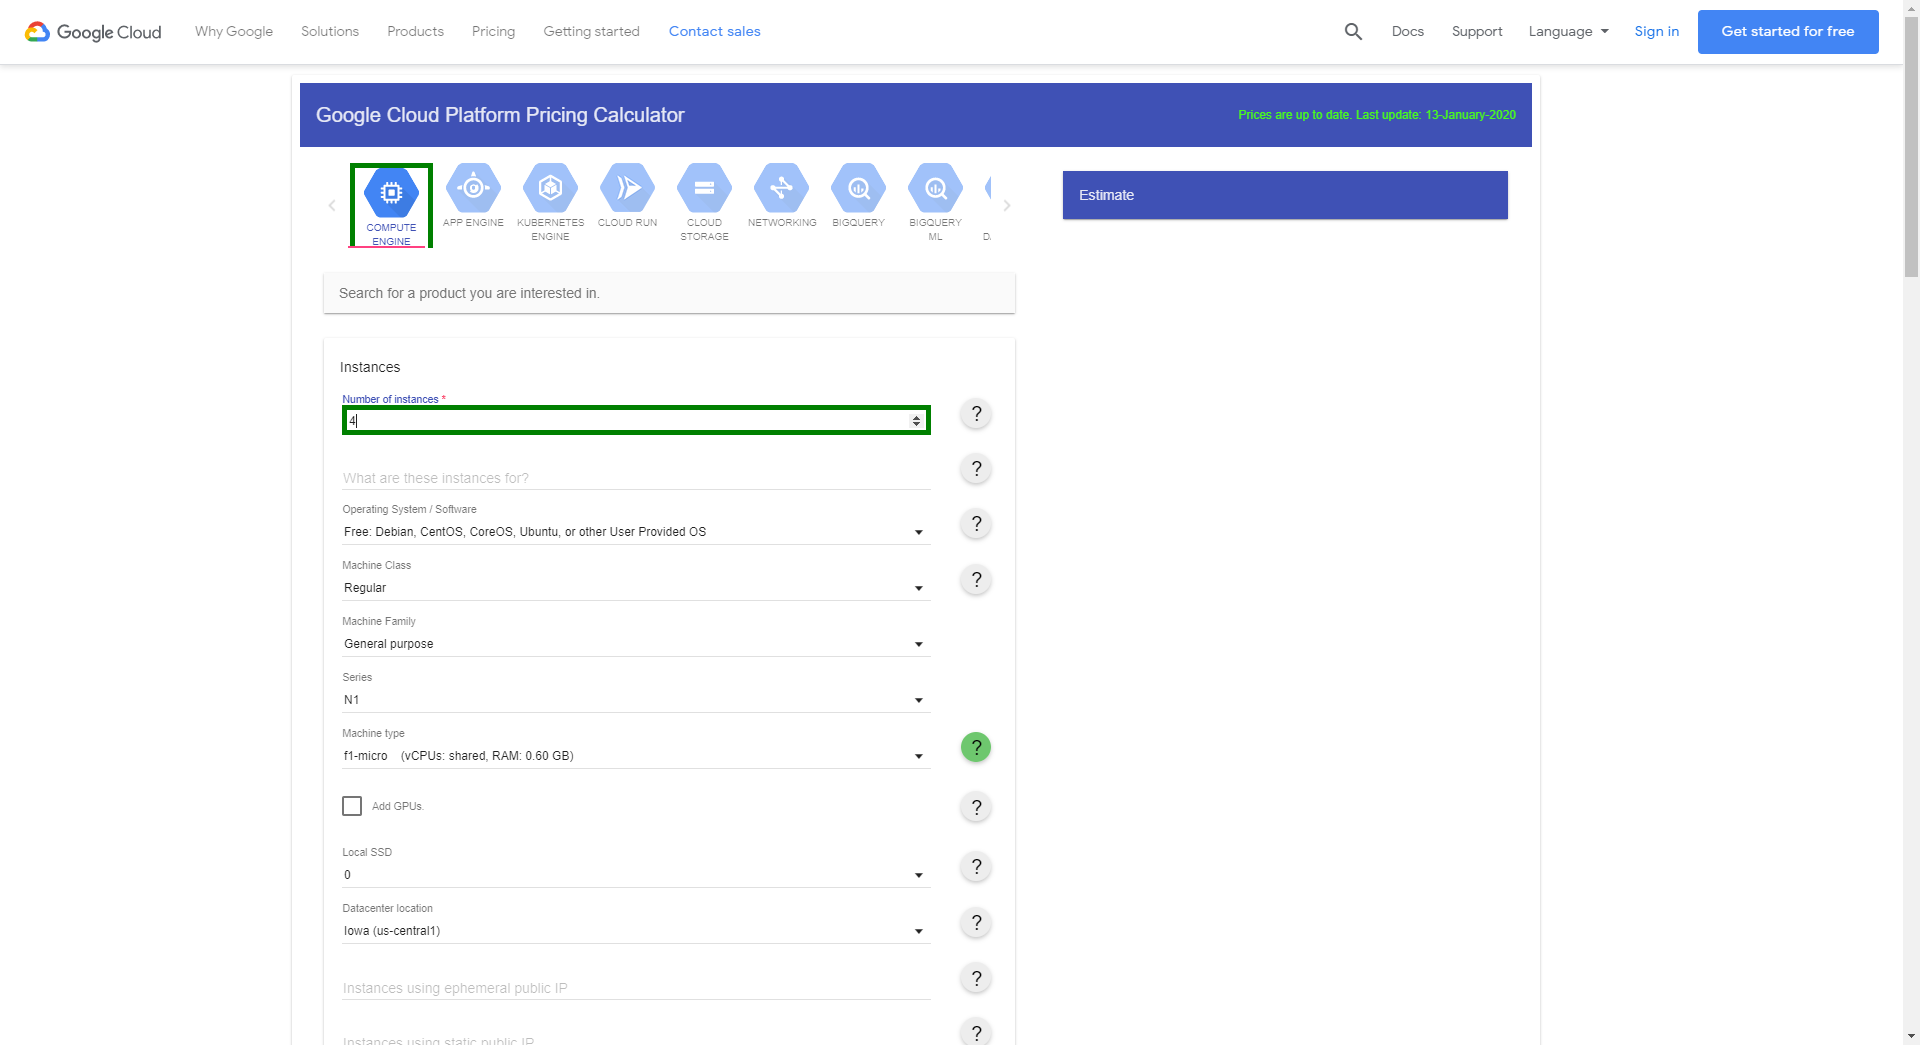 Google Cloud
Why Google
Solutions
Products
Pricing
Getting started
Contact sales
Docs
Support
Language
Sign in
Get started for free
Google Cloud Platform Pricing Calculator
Prices are up to date. Last update: 13-January-2020
COMPUTE
ENGINE
APP ENGINE
KUBERNETES
ENGINE
CLOUD RUN
CLOUD
STORAGE
NETWORKING
BIGQUERY
BIGQUERY
ML
Estimate
Search for a product you are interested in.
Instances
Number of instances *
4
?
What are these instances for?
?
Operating System / Software
Free: Debian, CentOS, CoreOS, Ubuntu, or other User Provided OS
?
Machine Class
Regular
?
Machine Family
General purpose
Series
N1
Machine type
f1-micro (vCPUs: shared, RAM: 0.60 GB)
?
Add GPUs.
?
Local SSD
0
?
Datacenter location
Iowa (us-central1)
?
Instances using ephemeral public IP
?
Instances using static public IP
?